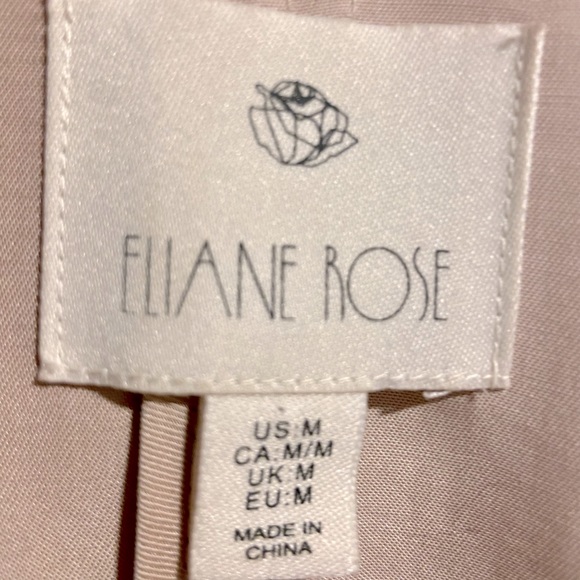 ELIANE ROSE
US:M
CA:M/M
UK:M
EU:M
MADE IN
CHINA